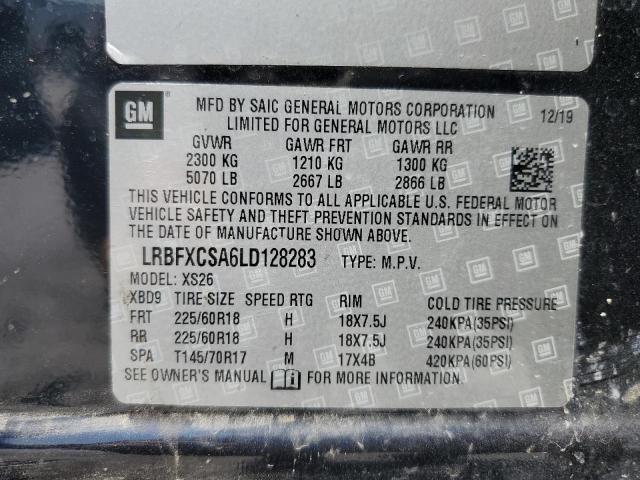 GM
MFD BY SAIC GENERAL MOTORS CORPORATION 12/19
LIMITED FOR GENERAL MOTORS LLC
GVWR GAWR FRT GAWR RR
2300 KG 1210 KG 1300 KG
5070 LB 2667 LB 2866 LB
THIS VEHICLE CONFORMS TO ALL APPLICABLE U.S. FEDERAL MOTOR
VEHICLE SAFETY AND THEFT PREVENTION STANDARDS IN EFFECT ON
THE DATE OF MANUFACTURE SHOWN ABOVE.
LRBFXCSA6LD128283 TYPE: M.P.V.
MODEL: XS26
XBD9 TIRE SIZE SPEED RTG RIM COLD TIRE PRESSURE
FRT 225/60R18 H 18X7.5J 240KPA(35PSI)
RR 225/60R18 H 18X7.5J 240KPA(35PSI)
SPA T145/70R17 M 17X4B 420KPA(60PSI)
SEE OWNER'S MANUAL FOR MORE INFORMATION.